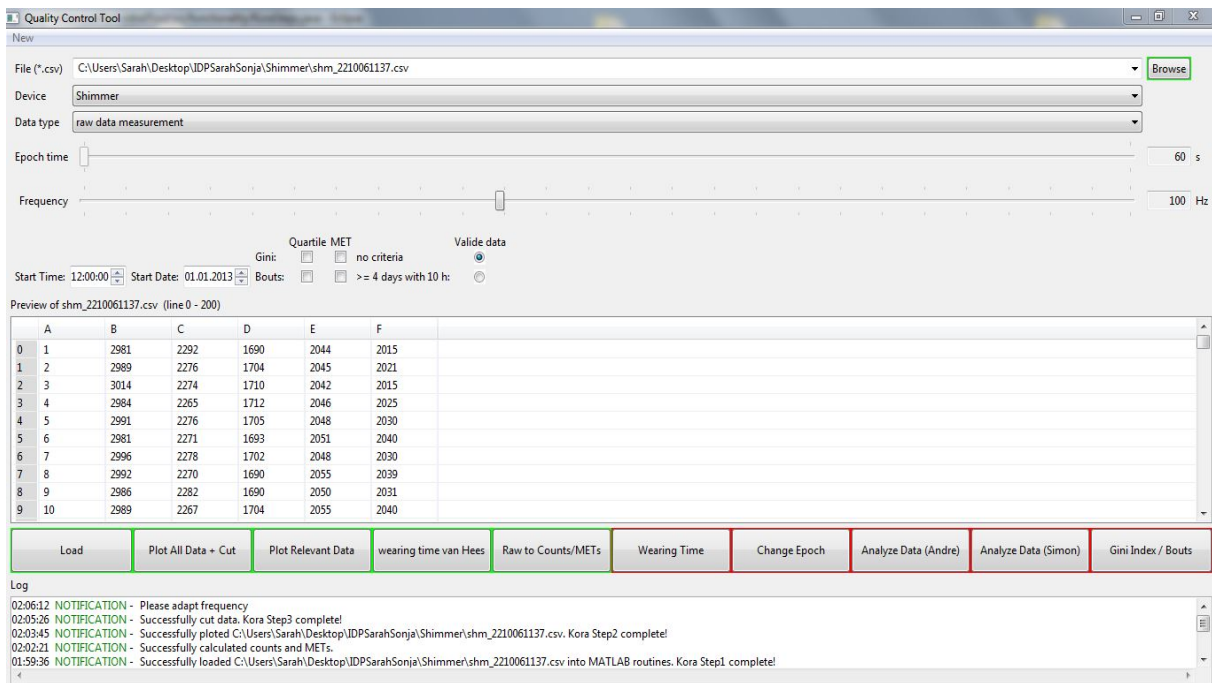 Quality Control Tool
New
File (*.csv) C:\Users\Sarah\Desktop\IDPSarahSonja\Shimmer\shm_2210061137.csv Browse
Device Shimmer
Data type raw data measurement
Epoch time 60 s
Frequency 100 Hz
Quartile MET Valide data
Gini: no criteria
Start Time: 12:00:00 Start Date: 01.01.2013 Bouts: >= 4 days with 10 h:
Preview of shm_2210061137.csv (line 0 - 200)
A B C D E F
0 1 2981 2292 1690 2044 2015
1 2 2989 2276 1704 2045 2021
2 3 3014 2274 1710 2042 2015
3 4 2984 2265 1712 2046 2025
4 5 2991 2276 1705 2048 2030
5 6 2981 2271 1693 2051 2040
6 7 2996 2278 1702 2048 2030
7 8 2992 2270 1690 2055 2039
8 9 2986 2282 1690 2050 2031
9 10 2989 2267 1704 2055 2040
Load Plot All Data + Cut Plot Relevant Data wearing time van Hees Raw to Counts/METs Wearing Time Change Epoch Analyze Data (Andre) Analyze Data (Simon) Gini Index / Bouts
Log
02:06:12 NOTIFICATION - Please adapt frequency
02:05:26 NOTIFICATION - Successfully cut data. Kora Step3 complete!
02:03:45 NOTIFICATION - Successfully ploted C:\Users\Sarah\Desktop\IDPSarahSonja\Shimmer\shm_2210061137.csv. Kora Step2 complete!
02:02:21 NOTIFICATION - Successfully calculated counts and METs.
01:59:36 NOTIFICATION - Successfully loaded C:\Users\Sarah\Desktop\IDPSarahSonja\Shimmer\shm_2210061137.csv into MATLAB routines. Kora Step1 complete!